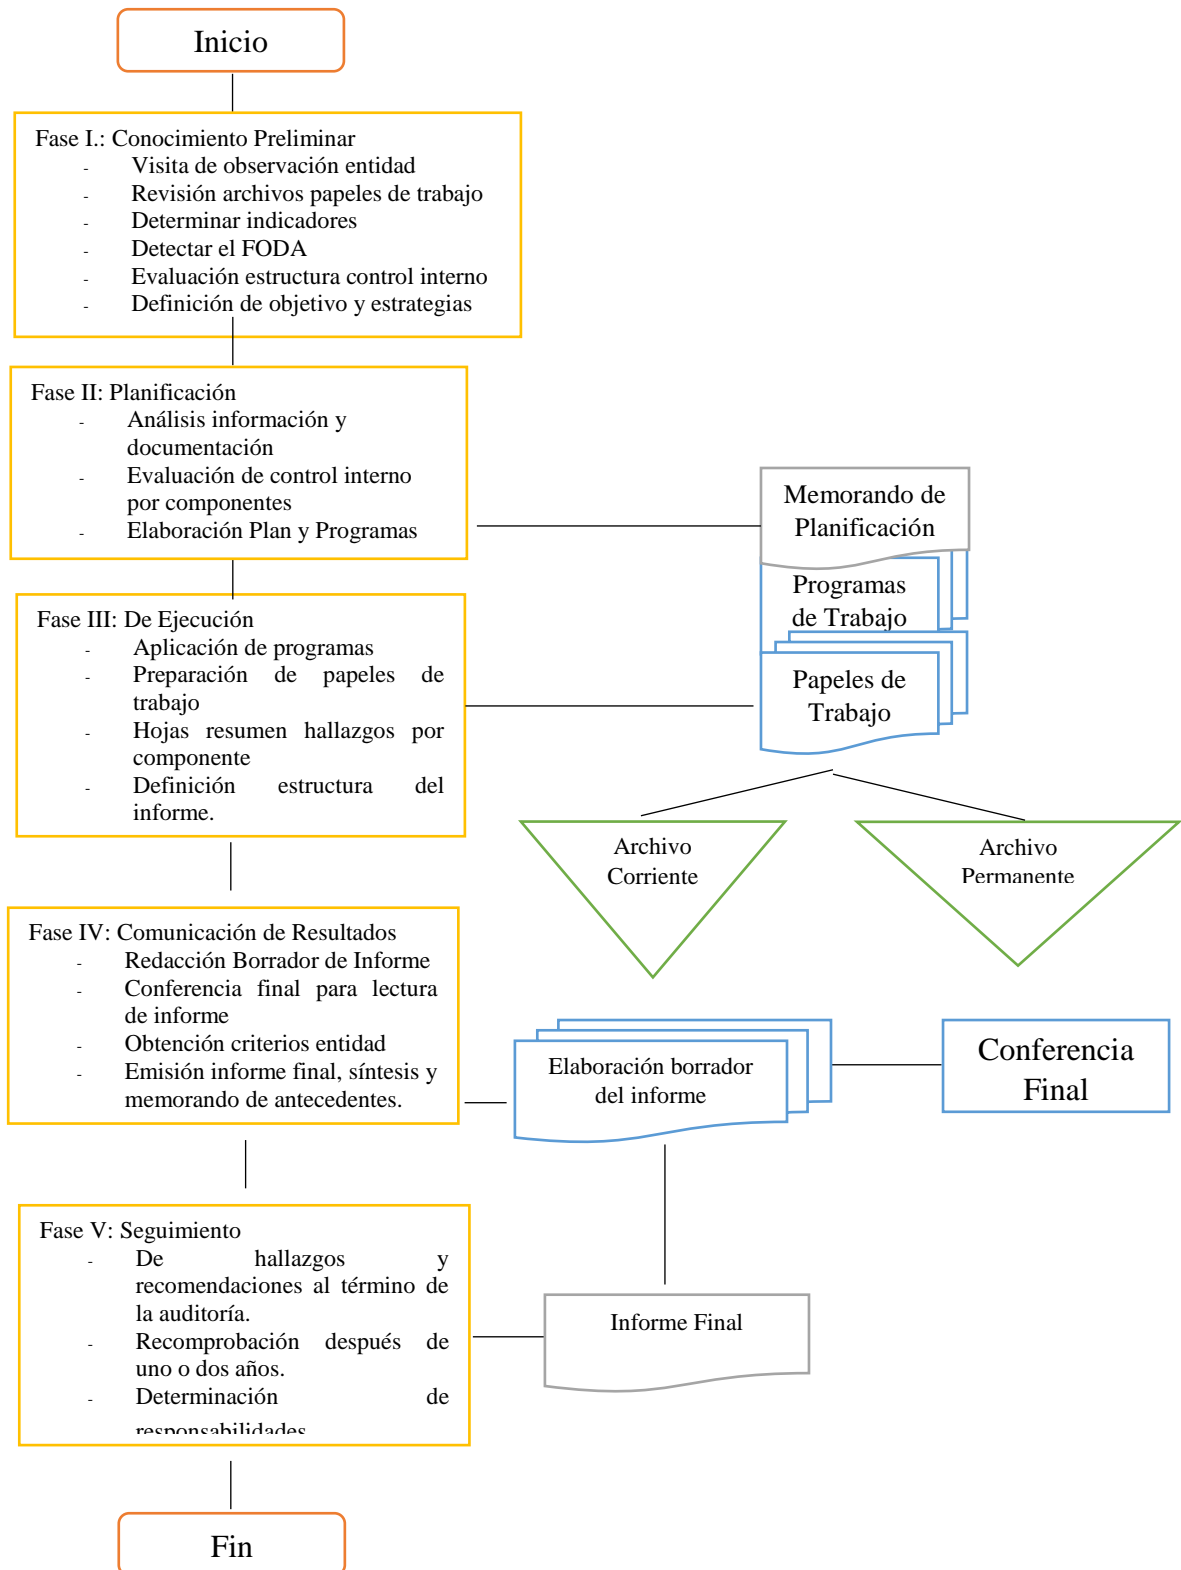 Inicio
Fase I.: Conocimiento Preliminar
- Visita de observación entidad
- Revisión archivos papeles de trabajo
- Determinar indicadores
- Detectar el FODA
- Evaluación estructura control interno
- Definición de objetivo y estrategias
Fase II: Planificación
- Análisis información y
documentación
- Evaluación de control interno
por componentes
- Elaboración Plan y Programas
Memorando de
Planificación
Programas
de Trabajo
Fase III: De Ejecución
- Aplicación de programas
- Preparación de papeles de
trabajo
- Hojas resumen hallazgos por
componente
- Definición estructura del
informe.
Papeles de
Trabajo
Archivo
Corriente
Archivo
Permanente
Fase IV: Comunicación de Resultados
- Redacción Borrador de Informe
- Conferencia final para lectura
de informe
- Obtención criterios entidad
- Emisión informe final, síntesis y
memorando de antecedentes.
Elaboración borrador
del informe
Conferencia
Final
Fase V: Seguimiento
- De hallazgos y
recomendaciones al término de
la auditoría.
- Recomprobación después de
uno o dos años.
- Determinación de
responsabilidades
Informe Final
Fin